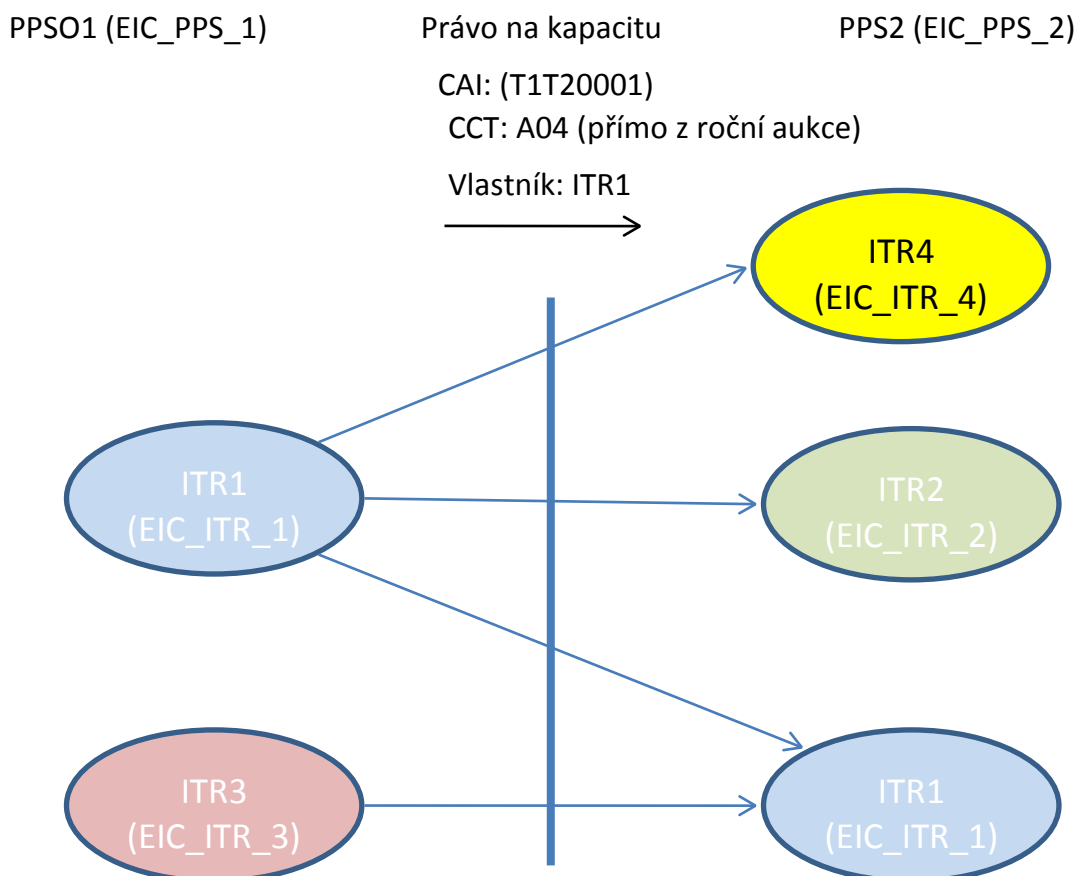 PPSO1 (EIC_PPS_1) Právo na kapacitu PPS2 (EIC_PPS_2)
CAI: (T1T20001)
CCT: A04 (přímo z roční aukce)
Vlastník: ITR1
ITR4
(EIC_ITR_4)
ITR1
(EIC_ITR_1)
ITR2
(EIC_ITR_2)
ITR3
(EIC_ITR_3)
ITR1
(EIC_ITR_1)